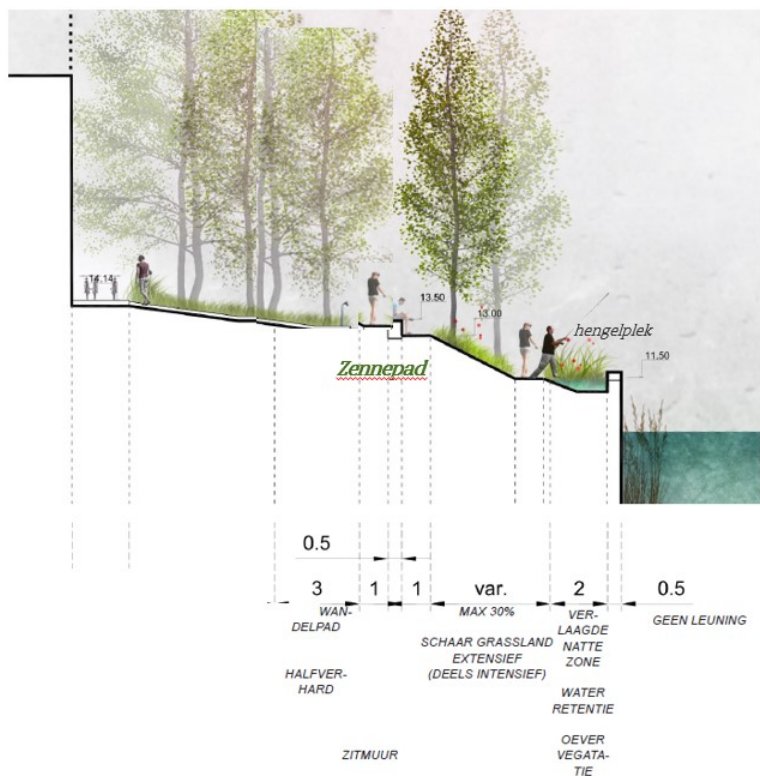 14.14
13.50
13.00
hengelplek
Zennepad
11.50
0.5
3
1
1
var.
2
0.5
WAN-
DELPAD
HALFVER-
HARD
ZITMUUR
MAX 30%
SCHAAR GRASSLAND
EXTENSIEF
(DEELS INTENSIEF)
VER-
LAAGDE
NATTE
ZONE
WATER
RETENTIE
OEVER
VEGATA-
TIE
GEEN LEUNING